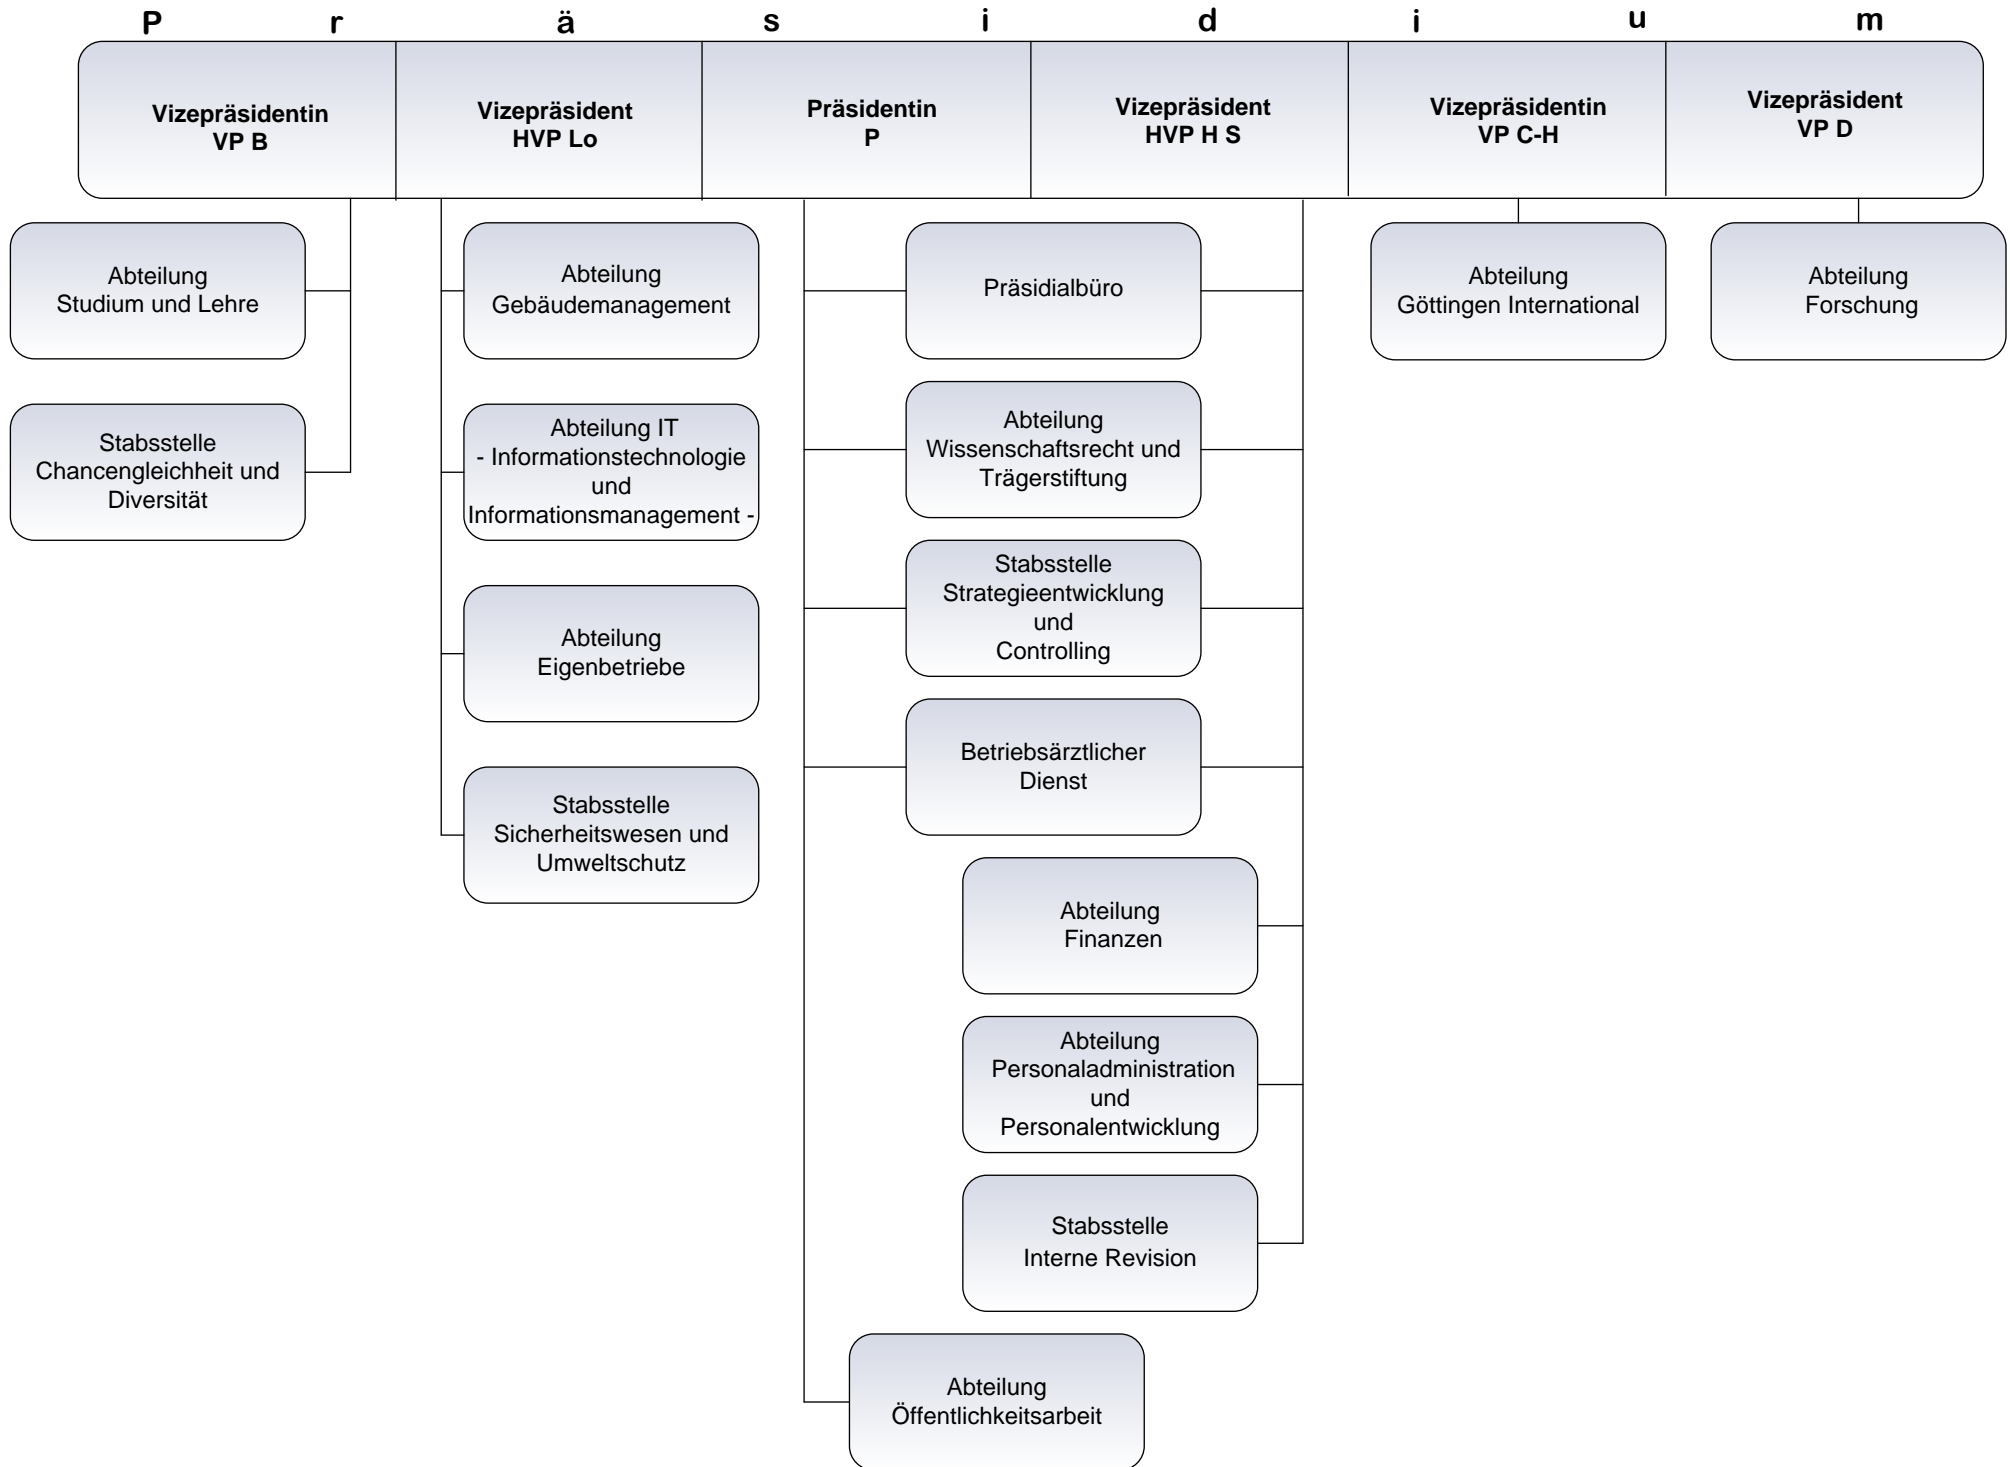 P r ä s i d i u m
Vizepräsidentin
VP B
Vizepräsident
HVP Lo
Präsidentin
P
Vizepräsident
HVP H S
Vizepräsidentin
VP C-H
Vizepräsident
VP D
Abteilung
Studium und Lehre
Stabsstelle
Chancengleichheit und
Diversität
Abteilung
Gebäudemanagement
Abteilung IT
- Informationstechnologie
und
Informationsmanagement -
Abteilung
Eigenbetriebe
Stabsstelle
Sicherheitswesen und
Umweltschutz
Präsidialbüro
Abteilung
Wissenschaftsrecht und
Trägerstiftung
Stabsstelle
Strategieentwicklung
und
Controlling
Betriebsärztlicher
Dienst
Abteilung
Finanzen
Abteilung
Personaladministration
und
Personalentwicklung
Stabsstelle
Interne Revision
Abteilung
Öffentlichkeitsarbeit
Abteilung
Göttingen International
Abteilung
Forschung